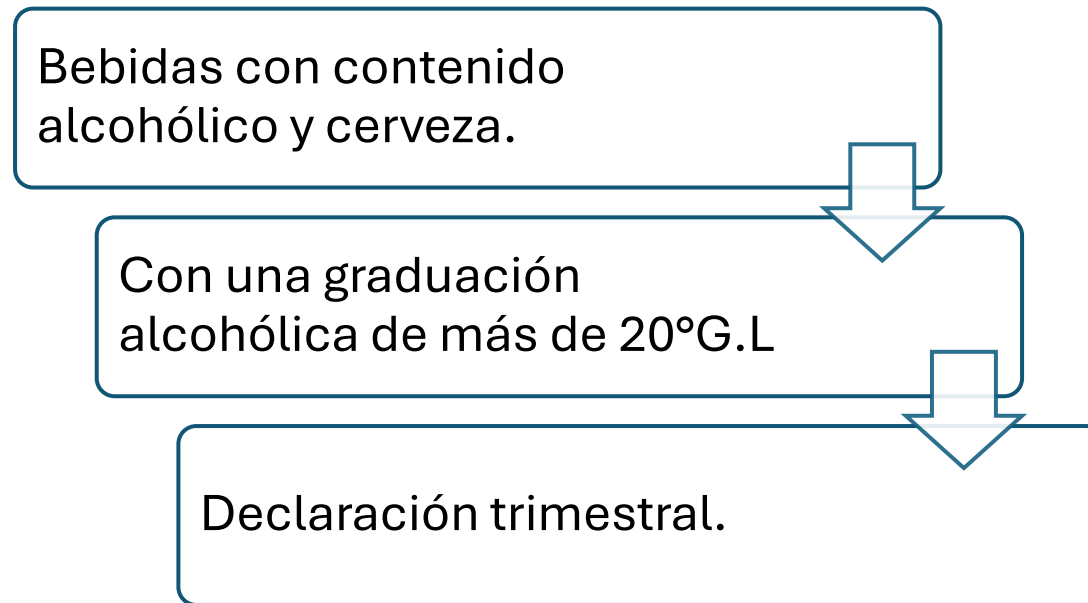 Bebidas con contenido
alcohólico y cerveza.
Con una graduación
alcohólica de más de 20°G.L
Declaración trimestral.